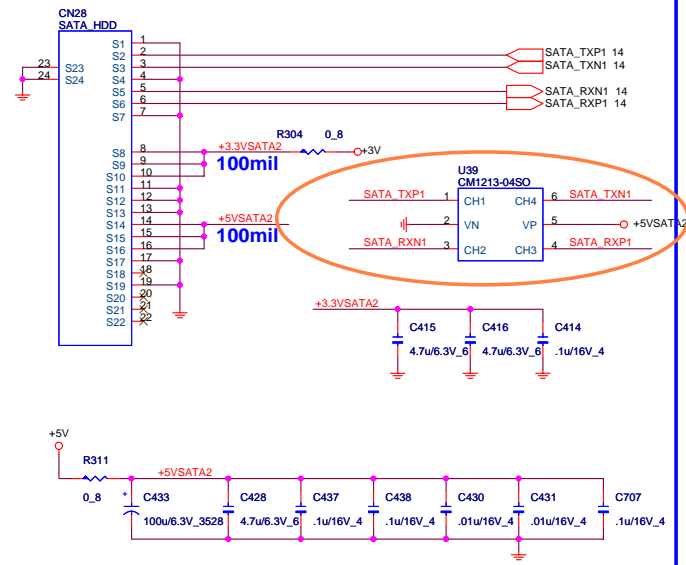 CN28
SATA_HDD
S1 1
S2 2 SATA_TXP1 14
23 S23 S3 3 SATA_TXN1 14
24 S24 S4 4
S5 5 SATA_RXN1 14
S6 6 SATA_RXP1 14
S7 7
R304 0_8
S8 8 +3.3VSATA2 +3V
S9 9 100mil
S10 10
S11 11
S12 12
S13 13
S14 14 +5VSATA2
S15 15 100mil
S16 16
S17 17
S18 18
S19 19
S20 20
S21 21
S22 22
U39
CM1213-04SO
SATA_TXP1 1 CH1 CH4 6 SATA_TXN1
2 VN VP 5 +5VSATA2
SATA_RXN1 3 CH2 CH3 4 SATA_RXP1
+3.3VSATA2
C415 C416 C414
4.7u/6.3V_6 4.7u/6.3V_6 .1u/16V_4
+5V
R311
+5VSATA2
0_8
+ C433 C428 C437 C438 C430 C431 C707
100u/6.3V_3528 4.7u/6.3V_6 .1u/16V_4 .1u/16V_4 .01u/16V_4 .01u/16V_4 .1u/16V_4